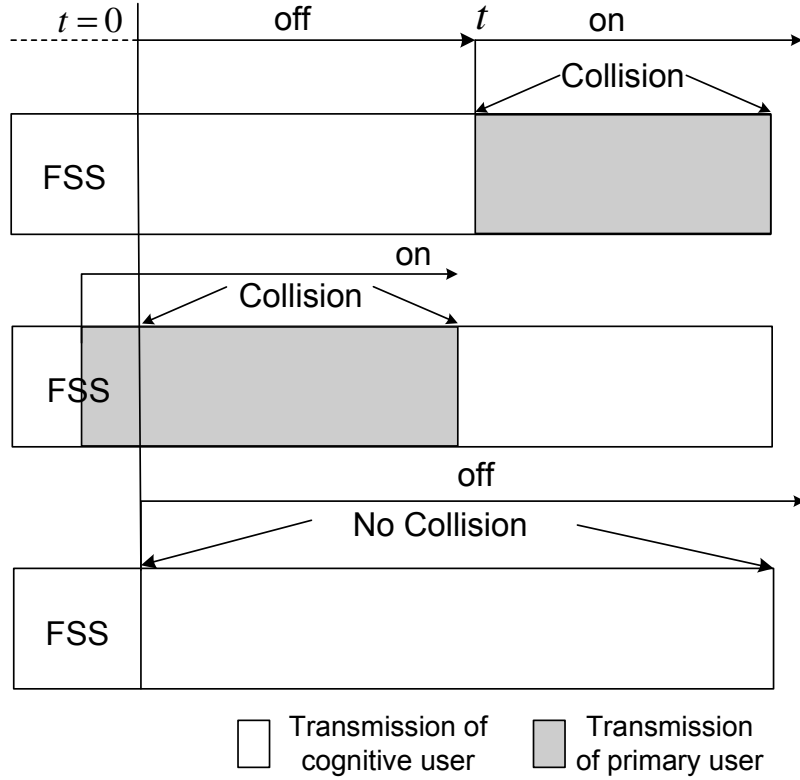 t = 0
off
t
on
Collision
FSS
on
Collision
FSS
off
No Collision
FSS
Transmission of
cognitive user
Transmission
of primary user